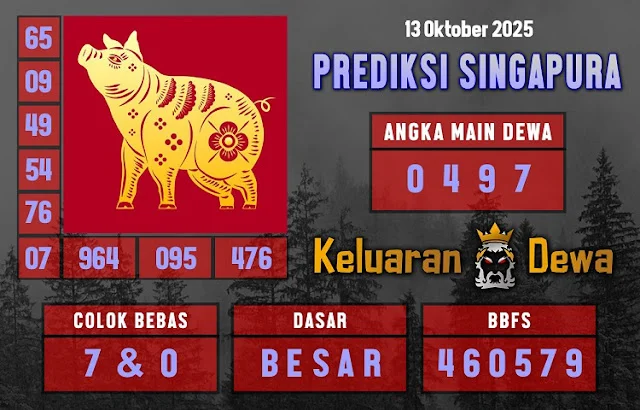 13 Oktober 2025
PREDIKSI SINGAPURA
65
09
49
54
76
07 964 095 476
ANGKA MAIN DEWA
0 4 9 7
Keluaran Dewa
COLOK BEBAS
7 & 0
DASAR
BESAR
BBFS
460579